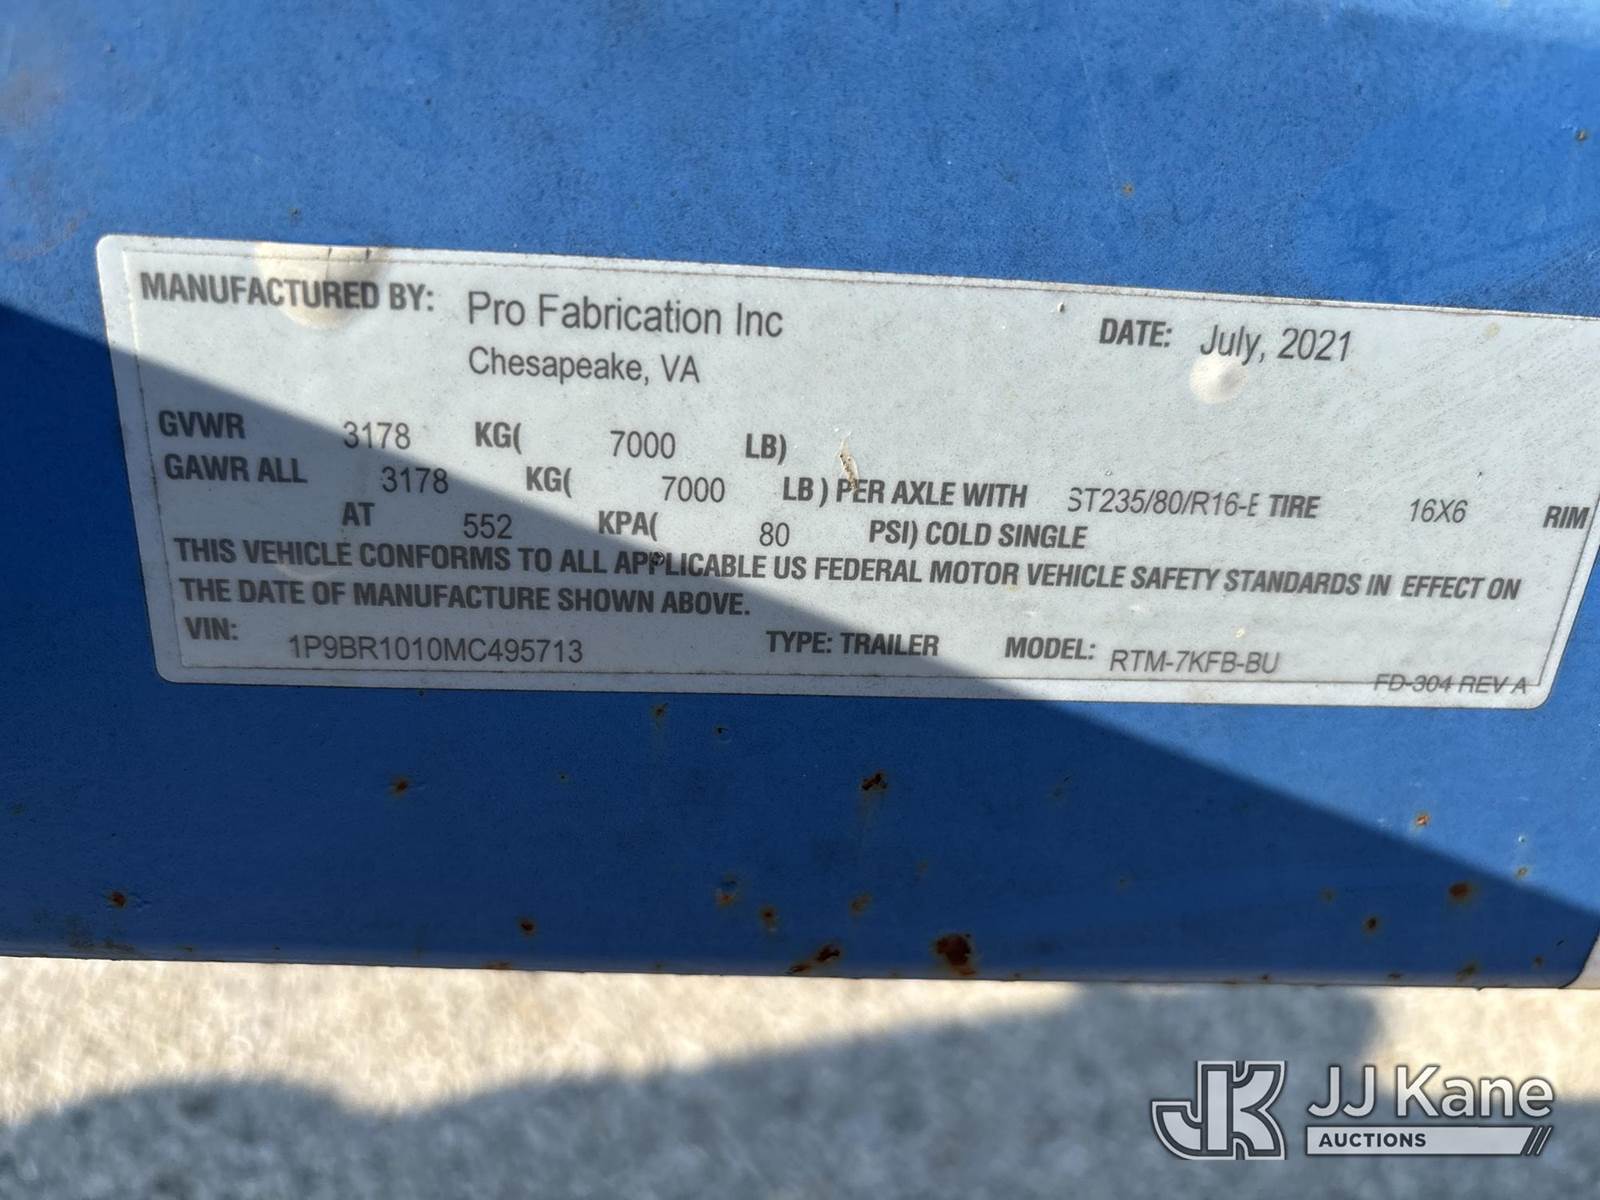 MANUFACTURED BY: Pro Fabrication Inc DATE: July, 2021
Chesapeake, VA
GVWR 3178 KG( 7000 LB)
GAWR ALL 3178 KG( 7000 LB ) PER AXLE WITH ST235/80/R16-E TIRE 16X6 RIM
AT 552 KPA( 80 PSI) COLD SINGLE
THIS VEHICLE CONFORMS TO ALL APPLICABLE US FEDERAL MOTOR VEHICLE SAFETY STANDARDS IN EFFECT ON
THE DATE OF MANUFACTURE SHOWN ABOVE.
VIN: 1P9BR1010MC495713 TYPE: TRAILER MODEL: RTM-7KFB-BU
FD-304 REV A
JK JJ Kane
AUCTIONS